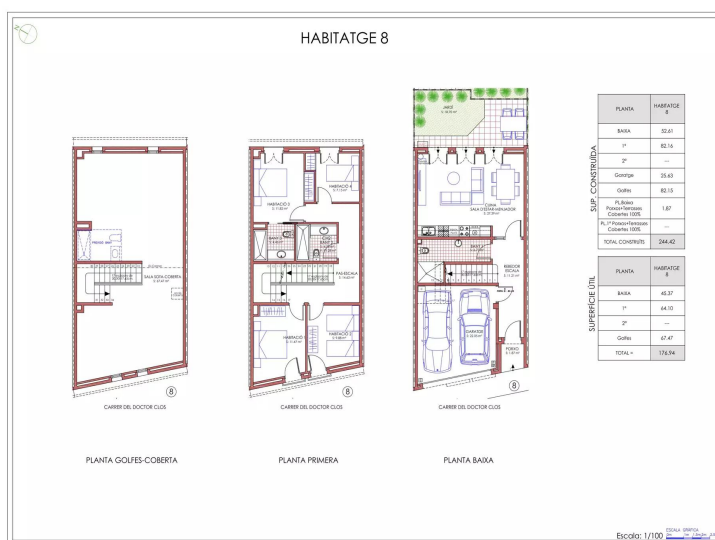 HABITATGE 8
JARDÍ
CUINA
SALA D'ESTAR-MENJADOR
HABITACIÓ 3
HABITACIÓ 4
BANY 2
BANY 3
PAS-ESCALA
REBEDOR
ESCALA
SALA SOTA-COBERTA
HABITACIÓ 1
HABITACIÓ 2
GARATGE
PORXO
8
8
8
CARRER DEL DOCTOR CLOS
CARRER DEL DOCTOR CLOS
CARRER DEL DOCTOR CLOS
PLANTA GOLFES-COBERTA
PLANTA PRIMERA
PLANTA BAIXA
SUP. CONSTRUÏDA
PLANTA HABITATGE 8
BAIXA 52.61
1ª 82.16
2ª ---
Garatge 25.63
Golfes 82.15
PL.Baixa Porxos+Terrasses Cobertes 100% 1.87
PL.1ª Porxos+Terrasses Cobertes 100% ---
TOTAL CONSTRUÏTS 244.42
SUPERFÍCIE ÚTIL
PLANTA HABITATGE 8
BAIXA 45.37
1ª 64.10
2ª ---
Golfes 67.47
TOTAL = 176.94
Escala: 1/100
ESCALA GRÀFICA